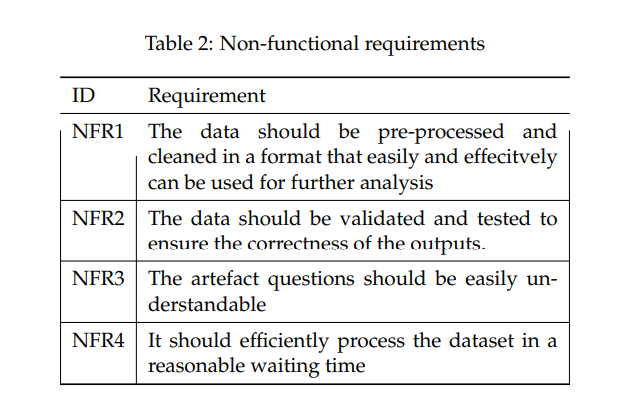 Table 2: Non-functional requirements
ID Requirement
NFR1 The data should be pre-processed and
cleaned in a format that easily and effecitvely
can be used for further analysis
NFR2 The data should be validated and tested to
ensure the correctness of the outputs.
NFR3 The artefact questions should be easily un-
derstandable
NFR4 It should efficiently process the dataset in a
reasonable waiting time